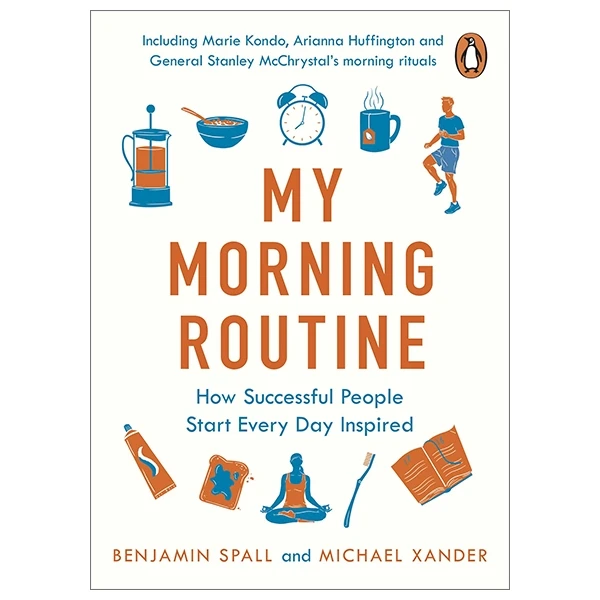 Including Marie Kondo, Arianna Huffington and
General Stanley McChrystal's morning rituals
MY
MORNING
ROUTINE
How Successful People
Start Every Day Inspired
BENJAMIN SPALL and MICHAEL XANDER